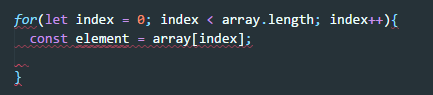 for(let index = 0; index < array.length; index++){
const element = array[index];
}